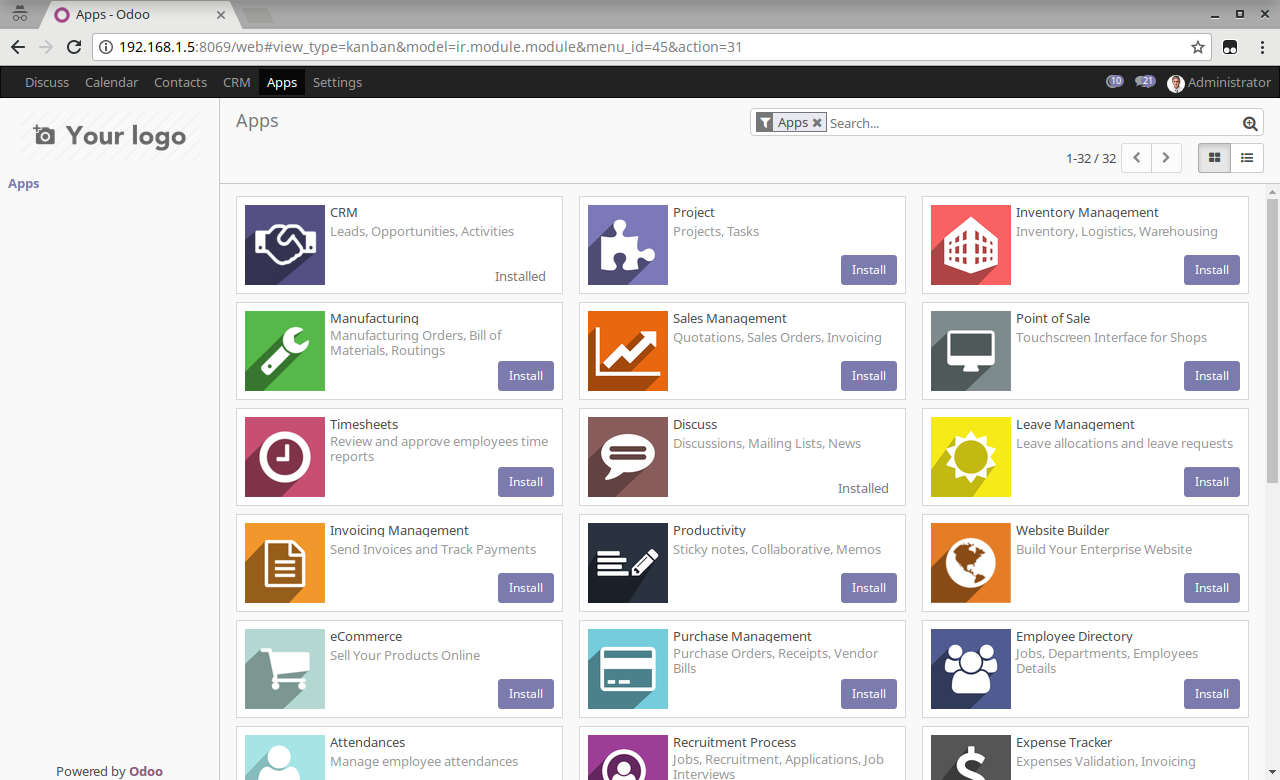 Apps - Odoo
192.168.1.5:8069/web#view_type=kanban&model=ir.module.module&menu_id=45&action=31
Discuss Calendar Contacts CRM Apps Settings 10 21 Administrator
Your logo
Apps
Powered by Odoo
Apps
Apps Search...
1-32 / 32
CRM
Leads, Opportunities, Activities
Installed
Project
Projects, Tasks
Install
Inventory Management
Inventory, Logistics, Warehousing
Install
Manufacturing
Manufacturing Orders, Bill of
Materials, Routings
Install
Sales Management
Quotations, Sales Orders, Invoicing
Install
Point of Sale
Touchscreen Interface for Shops
Install
Timesheets
Review and approve employees time
reports
Install
Discuss
Discussions, Mailing Lists, News
Installed
Leave Management
Leave allocations and leave requests
Install
Invoicing Management
Send Invoices and Track Payments
Install
Productivity
Sticky notes, Collaborative, Memos
Install
Website Builder
Build Your Enterprise Website
Install
eCommerce
Sell Your Products Online
Install
Purchase Management
Purchase Orders, Receipts, Vendor
Bills
Install
Employee Directory
Jobs, Departments, Employees
Details
Install
Attendances
Manage employee attendances
Recruitment Process
Jobs, Recruitment, Applications, Job
Interviews
Expense Tracker
Expenses Validation, Invoicing